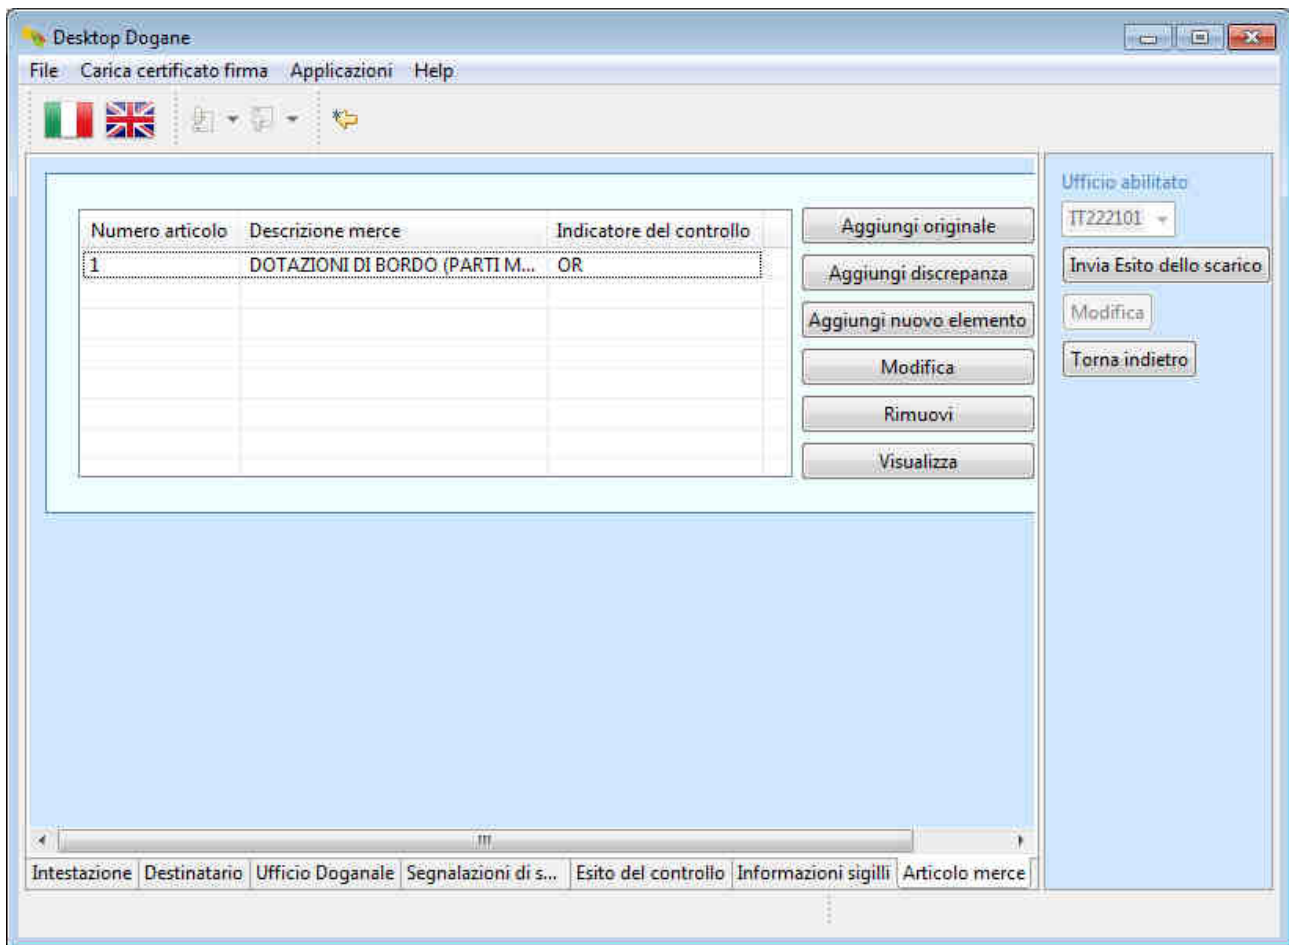 Desktop Dogane
File Carica certificato firma Applicazioni Help
Ufficio abilitato
IT222101
Invia Esito dello scarico
Modifica
Torna indietro
Numero articolo Descrizione merce Indicatore del controllo
1 DOTAZIONI DI BORDO (PARTI M... OR
Aggiungi originale
Aggiungi discrepanza
Aggiungi nuovo elemento
Modifica
Rimuovi
Visualizza
Intestazione Destinatario Ufficio Doganale Segnalazioni di s... Esito del controllo Informazioni sigilli Articolo merce